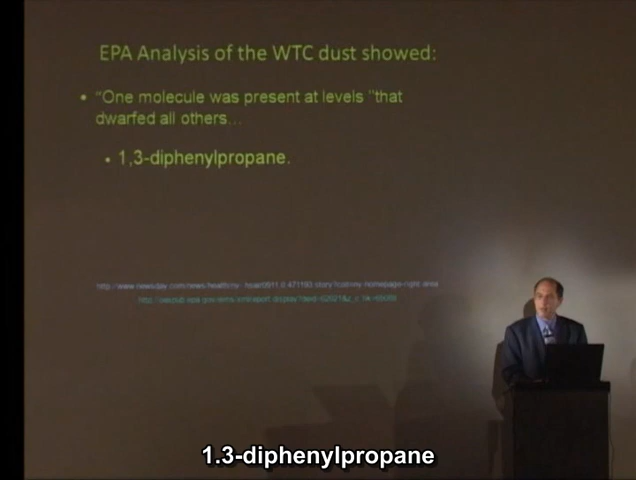 EPA Analysis of the WTC dust showed:
• "One molecule was present at levels "that
dwarfed all others...
• 1,3-diphenylpropane.
1.3-diphenylpropane